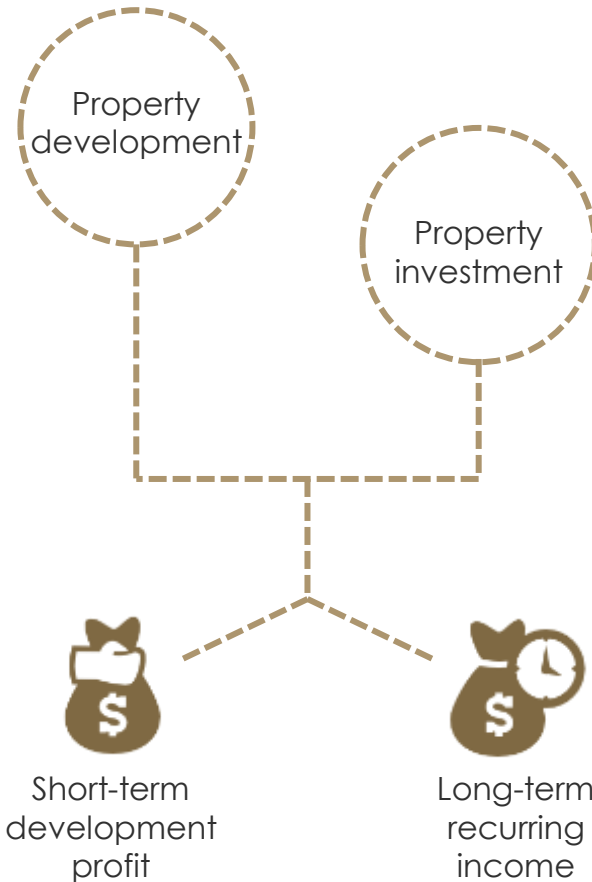 Property
development
Property
investment
$
$
Short-term
development
profit
Long-term
recurring
income